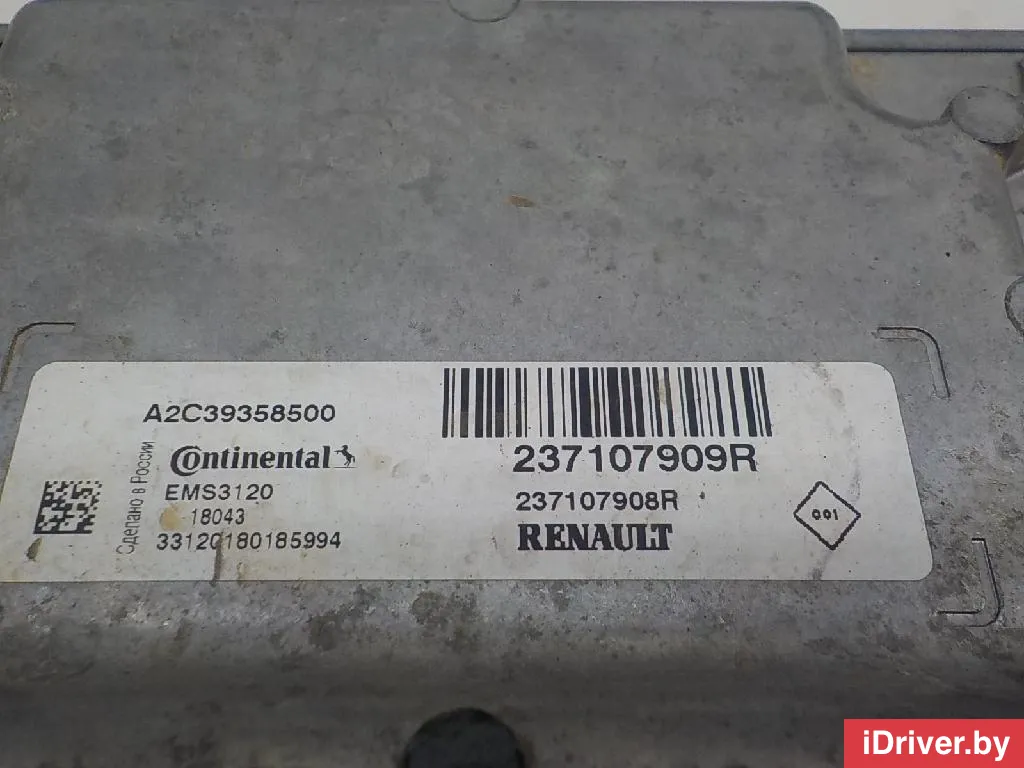 A2C39358500
Continental
EMS3120
18043
33120180185994
Сделано в России
237107909R
237107908R
RENAULT
001
iDriver.by